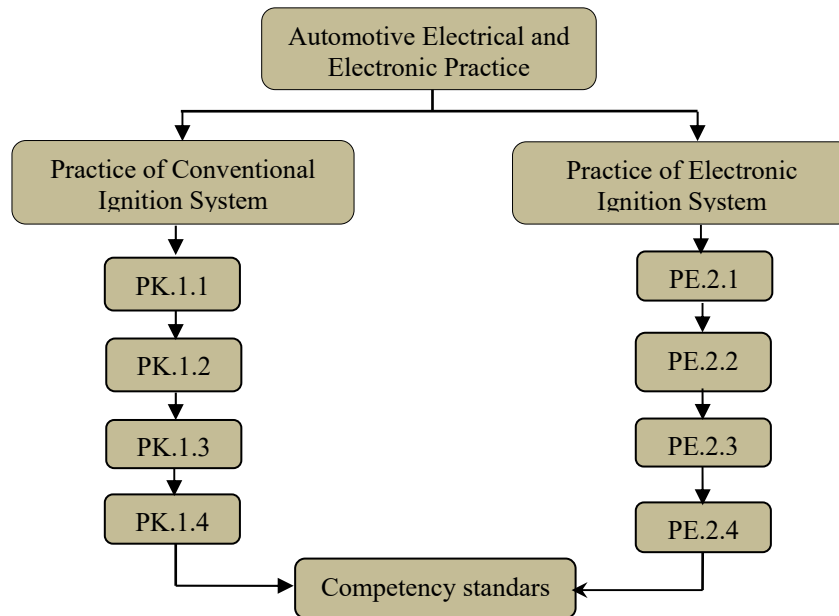 Automotive Electrical and
Electronic Practice
Practice of Conventional
Ignition System
Practice of Electronic
Ignition System
PK.1.1
PE.2.1
PK.1.2
PE.2.2
PK.1.3
PE.2.3
PK.1.4
PE.2.4
Competency standars